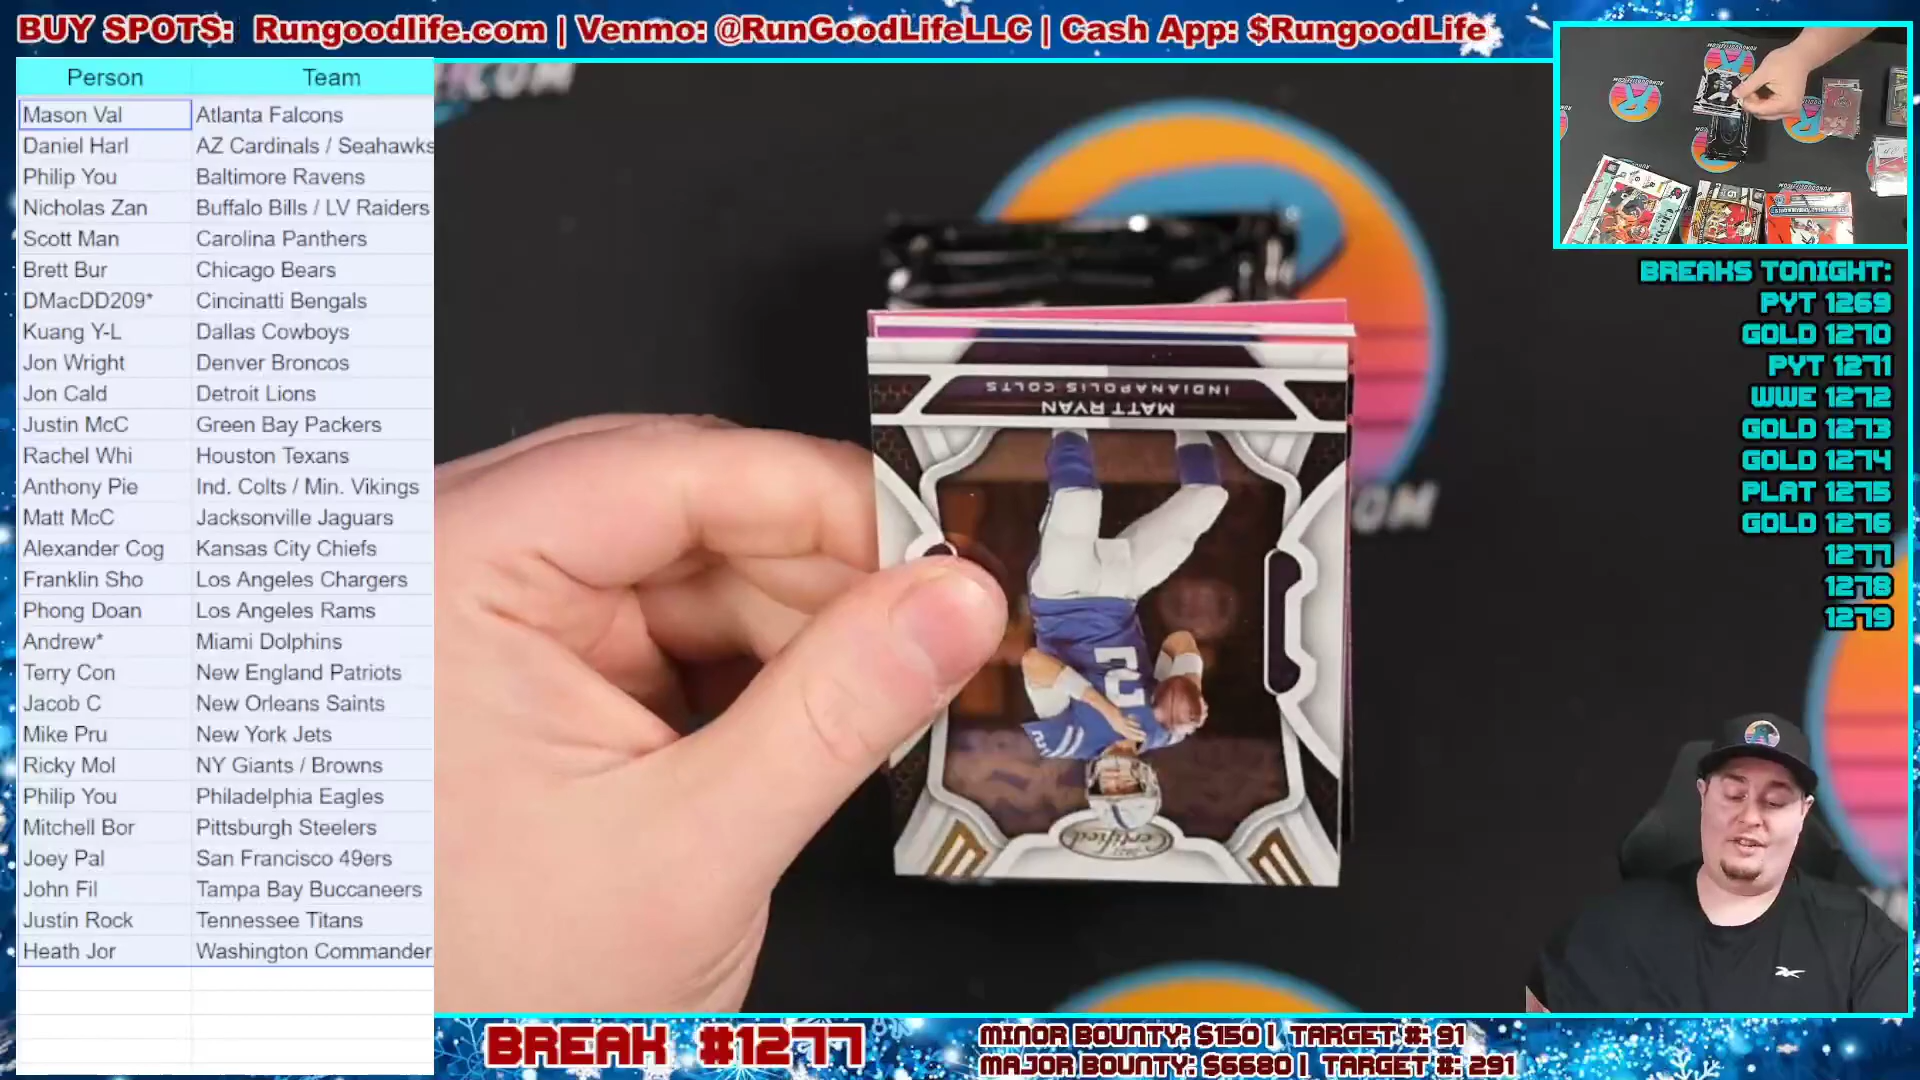 BUY SPOTS: Rungoodlife.com | Venmo: @RunGoodLifeLLC | Cash App: $RungoodLife
Person Team
Mason Val Atlanta Falcons
Daniel Harl AZ Cardinals / Seahawks
Philip You Baltimore Ravens
Nicholas Zan Buffalo Bills / LV Raiders
Scott Man Carolina Panthers
Brett Bur Chicago Bears
DMacDD209* Cincinatti Bengals
Kuang Y-L Dallas Cowboys
Jon Wright Denver Broncos
Jon Cald Detroit Lions
Justin McC Green Bay Packers
Rachel Whi Houston Texans
Anthony Pie Ind. Colts / Min. Vikings
Matt McC Jacksonville Jaguars
Alexander Cog Kansas City Chiefs
Franklin Sho Los Angeles Chargers
Phong Doan Los Angeles Rams
Andrew* Miami Dolphins
Terry Con New England Patriots
Jacob C New Orleans Saints
Mike Pru New York Jets
Ricky Mol NY Giants / Browns
Philip You Philadelphia Eagles
Mitchell Bor Pittsburgh Steelers
Joey Pal San Francisco 49ers
John Fil Tampa Bay Buccaneers
Justin Rock Tennessee Titans
Heath Jor Washington Commander
.COM
INDIANAPOLIS COLTS
MATT RYAN
2
Certified
.COM
BREAKS TONIGHT:
PYT 1269
GOLD 1270
PYT 1271
WWE 1272
GOLD 1273
GOLD 1274
PLAT 1275
GOLD 1276
1277
1278
1279
BREAK #1277
MINOR BOUNTY: $150 | TARGET #: 91
MAJOR BOUNTY: $6680 | TARGET #: 291